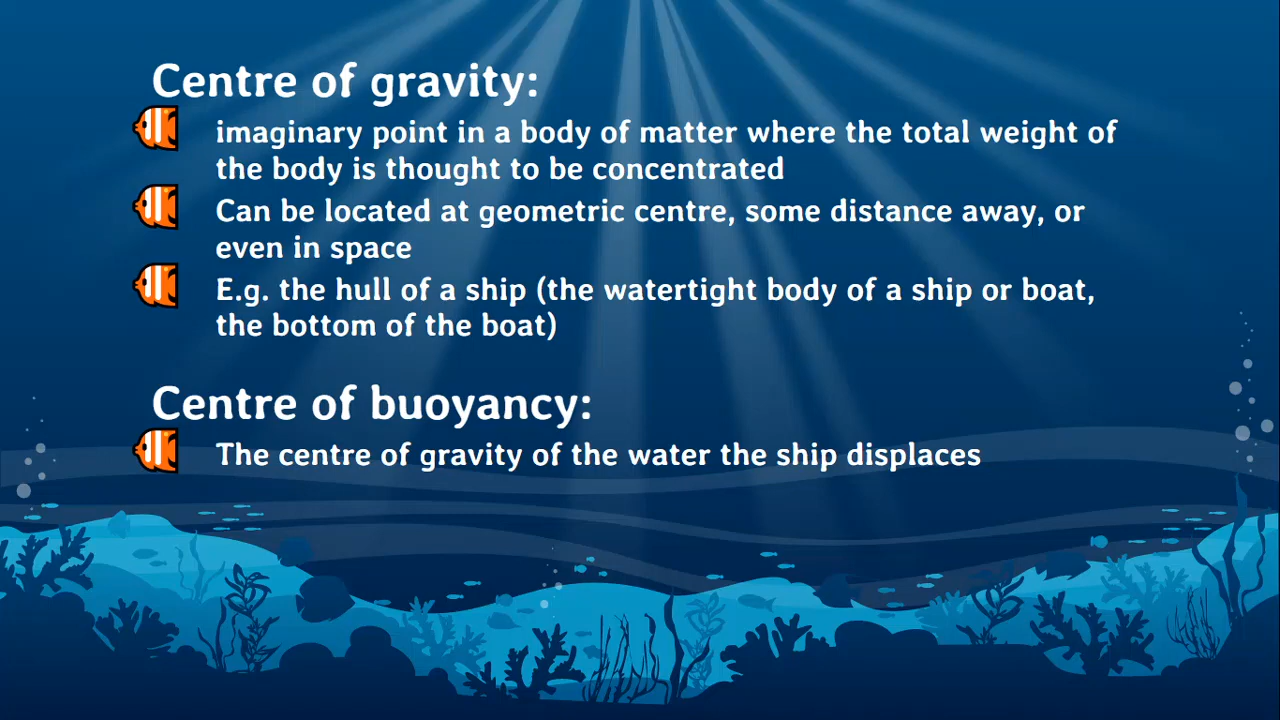 Centre of gravity:
imaginary point in a body of matter where the total weight of
the body is thought to be concentrated
Can be located at geometric centre, some distance away, or
even in space
E.g. the hull of a ship (the watertight body of a ship or boat,
the bottom of the boat)
Centre of buoyancy:
The centre of gravity of the water the ship displaces